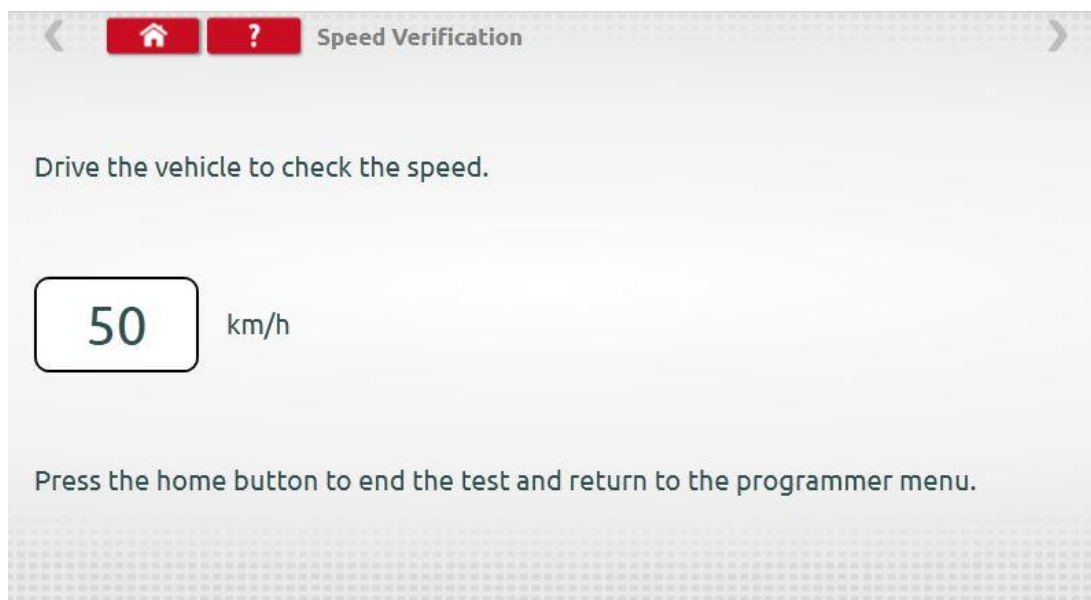 ? Speed Verification
Drive the vehicle to check the speed.
50 km/h
Press the home button to end the test and return to the programmer menu.